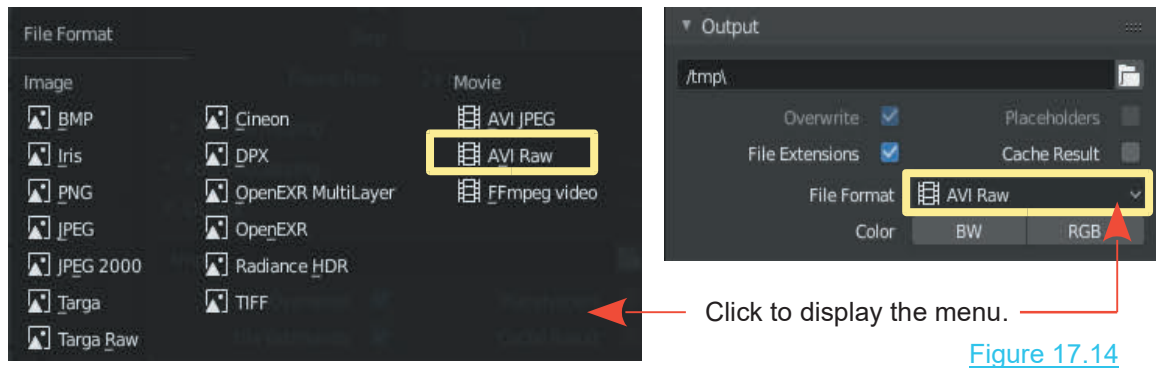 File Format
Image
Movie
BMP
Cineon
AVI JPEG
Iris
DPX
AVI Raw
PNG
OpenEXR MultiLayer
FFmpeg video
JPEG
OpenEXR
JPEG 2000
Radiance HDR
Targa
TIFF
Targa Raw
Output
/tmp\
Overwrite
Placeholders
File Extensions
Cache Result
File Format
AVI Raw
Color
BW
RGB
Click to display the menu.
Figure 17.14